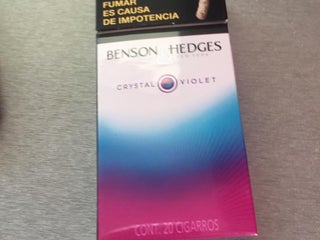 FUMAR
ES CAUSA
DE IMPOTENCIA
BENSON HEDGES
CRYSTAL VIOLET
CONT. 20 CIGARROS